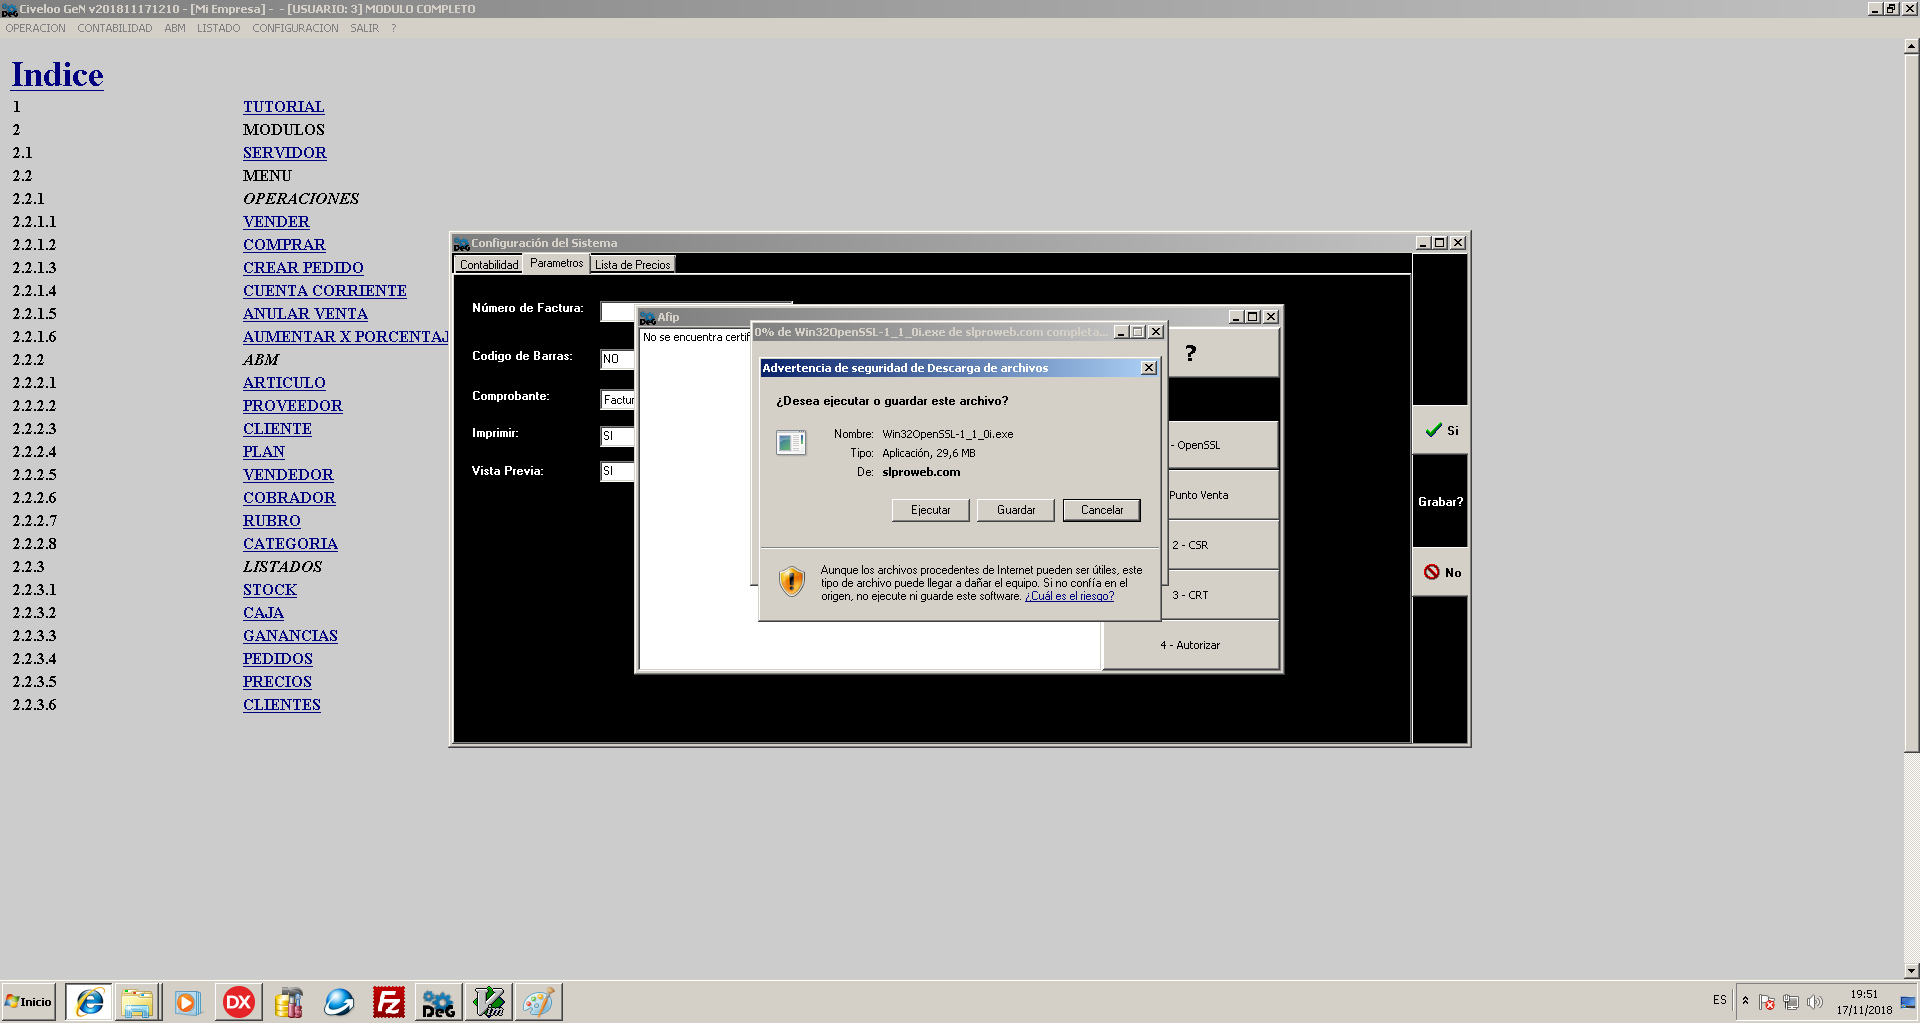 Civeloo GeN v201811171210 - [Mi Empresa] - - [USUARIO: 3] MODULO COMPLETO
OPERACION CONTABILIDAD ABM LISTADO CONFIGURACION SALIR ?
Indice
1 TUTORIAL
2 MODULOS
2.1 SERVIDOR
2.2 MENU
2.2.1 OPERACIONES
2.2.1.1 VENDER
2.2.1.2 COMPRAR
2.2.1.3 CREAR PEDIDO
2.2.1.4 CUENTA CORRIENTE
2.2.1.5 ANULAR VENTA
2.2.1.6 AUMENTAR X PORCENTAJ
2.2.2 ABM
2.2.2.1 ARTICULO
2.2.2.2 PROVEEDOR
2.2.2.3 CLIENTE
2.2.2.4 PLAN
2.2.2.5 VENDEDOR
2.2.2.6 COBRADOR
2.2.2.7 RUBRO
2.2.2.8 CATEGORIA
2.2.3 LISTADOS
2.2.3.1 STOCK
2.2.3.2 CAJA
2.2.3.3 GANANCIAS
2.2.3.4 PEDIDOS
2.2.3.5 PRECIOS
2.2.3.6 CLIENTES
DeG Configuración del Sistema
Contabilidad Parametros Lista de Precios
Número de Factura:
Codigo de Barras: NO
Comprobante: Factur
Imprimir: SI
Vista Previa: SI
Si
Grabar?
No
DeG Afip
No se encuentra certif
?
- OpenSSL
Punto Venta
2 - CSR
3 - CRT
4 - Autorizar
0% de Win32OpenSSL-1_1_0i.exe de slproweb.com completa...
Advertencia de seguridad de Descarga de archivos
¿Desea ejecutar o guardar este archivo?
Nombre: Win32OpenSSL-1_1_0i.exe
Tipo: Aplicación, 29,6 MB
De: slproweb.com
Ejecutar Guardar Cancelar
Aunque los archivos procedentes de Internet pueden ser útiles, este
tipo de archivo puede llegar a dañar el equipo. Si no confía en el
origen, no ejecute ni guarde este software. ¿Cuál es el riesgo?
Inicio DX FZ DeG Vim ES 19:51
17/11/2018